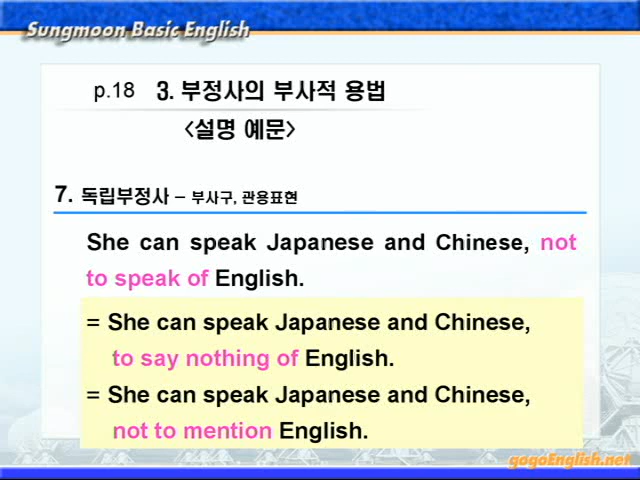 Sungmoon Basic English
p.18 3. 부정사의 부사적 용법
<설명 예문>
7. 독립부정사 – 부사구, 관용표현
She can speak Japanese and Chinese, not
to speak of English.
= She can speak Japanese and Chinese,
to say nothing of English.
= She can speak Japanese and Chinese,
not to mention English.
gogoEnglish.net